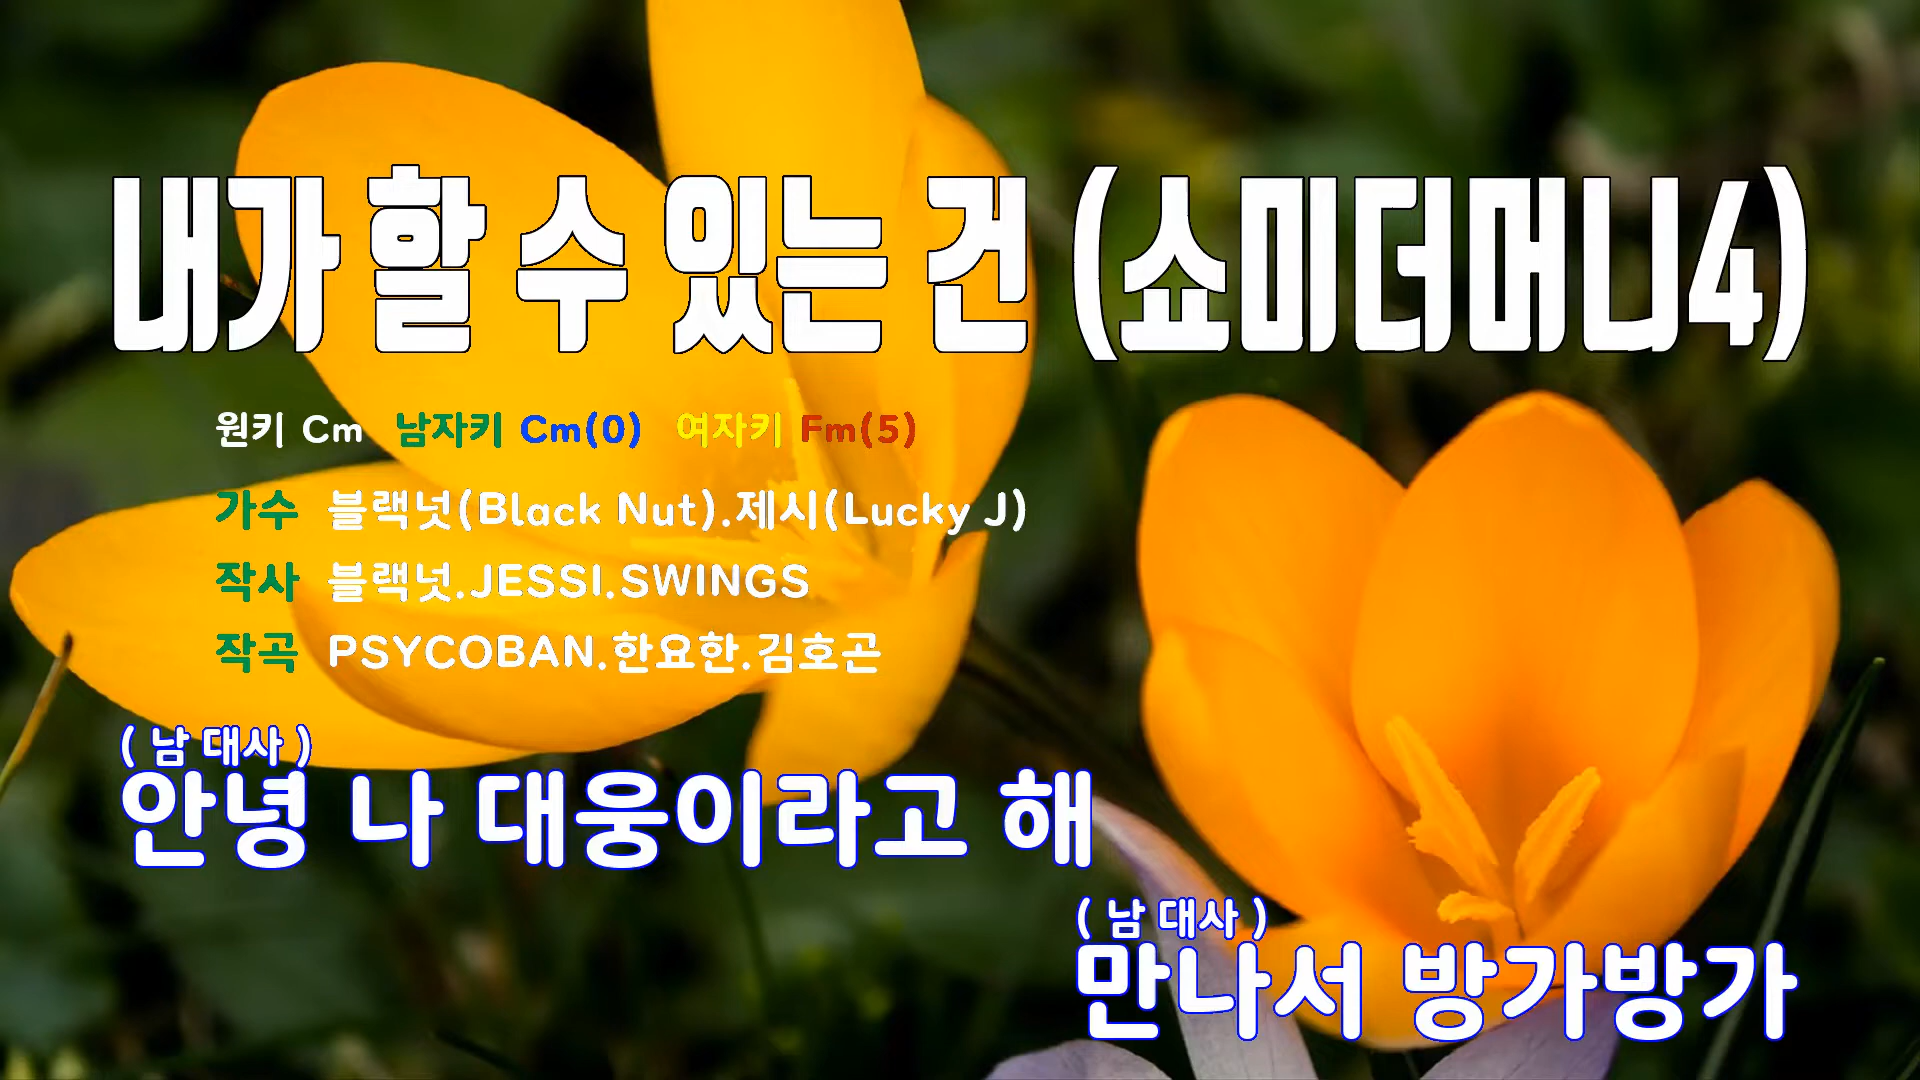 내가 할 수 있는 건 (쇼미더머니4)
원키 Cm 남자키 Cm(0) 여자키 Fm(5)
가수 블랙넛(Black Nut).제시(Lucky J)
작사 블랙넛.JESSI.SWINGS
작곡 PSYCOBAN.한요한.김호곤
( 남 대사 )
안녕 나 대웅이라고 해
( 남 대사 )
만나서 방가방가